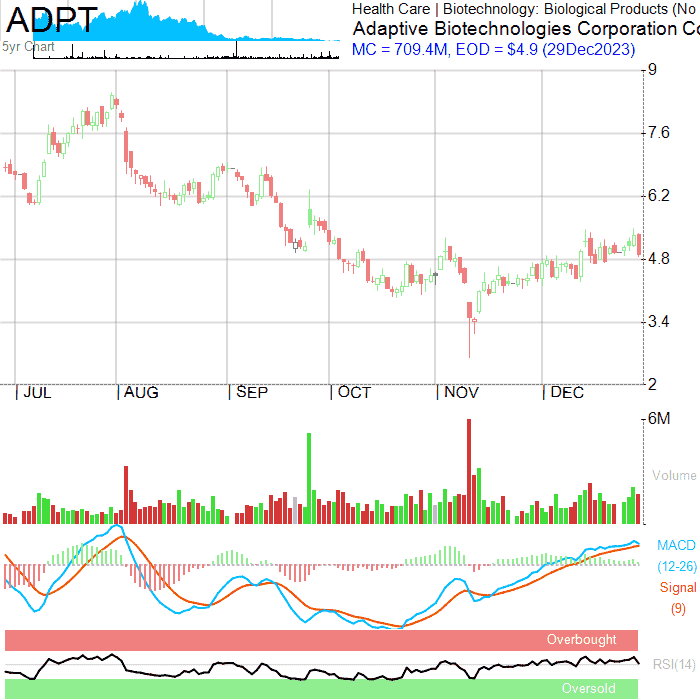 ADPT
5yr Chart
Health Care | Biotechnology: Biological Products (No
Adaptive Biotechnologies Corporation Co
MC = 709.4M, EOD = $4.9 (29Dec2023)
9
7.6
6.2
4.8
3.4
2
JUL AUG SEP OCT NOV DEC
6M
Volume
MACD
(12-26)
Signal
(9)
Overbought
RSI(14)
Oversold